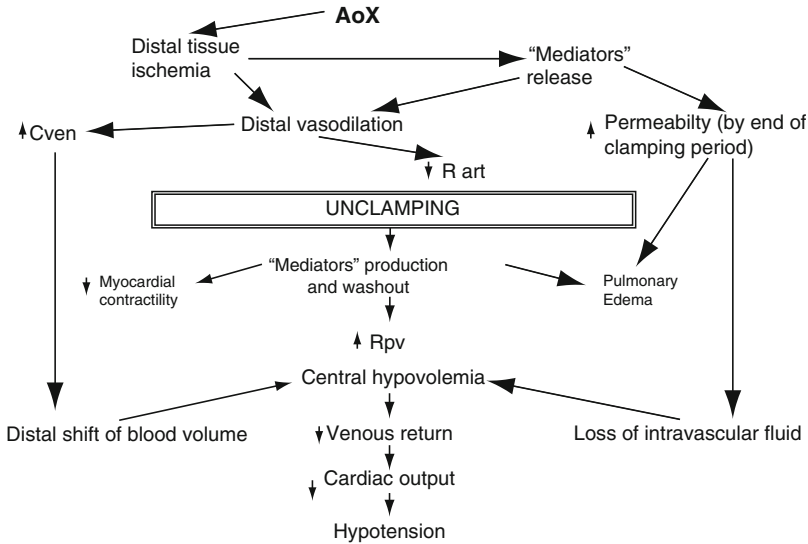 AoX
Distal tissue
ischemia
“Mediators”
release
Cven
Distal vasodilation
Permeabilty (by end of
clamping period)
R art
UNCLAMPING
“Mediators” production
and washout
Myocardial
contractility
Pulmonary
Edema
Rpv
Central hypovolemia
Distal shift of blood volume
Venous return
Loss of intravascular fluid
Cardiac output
Hypotension